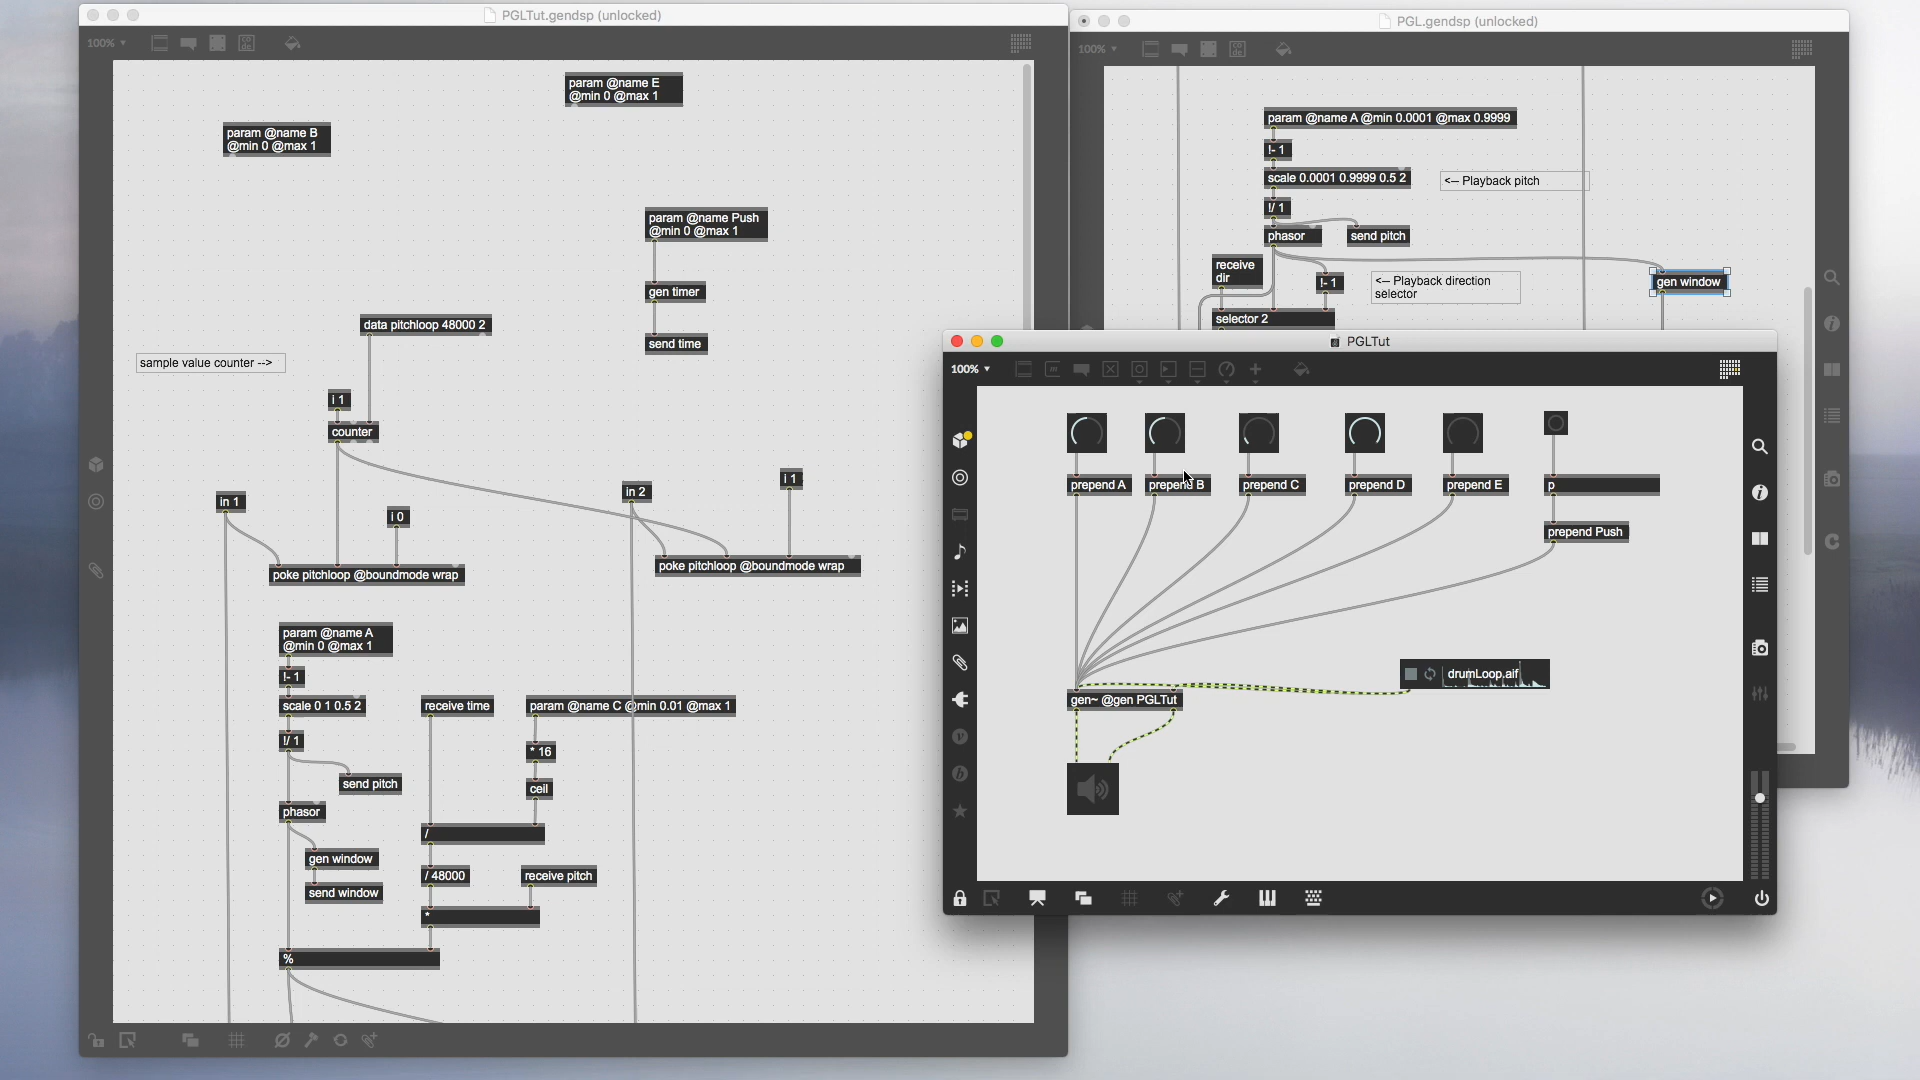 PGLTut.gendsp (unlocked)
100%
param @name E
@min 0 @max 1
param @name B
@min 0 @max 1
param @name Push
@min 0 @max 1
gen timer
send time
data pitchloop 48000 2
sample value counter -->
i 1
counter
in 1
i 0
in 2
i 1
poke pitchloop @boundmode wrap
poke pitchloop @boundmode wrap
param @name A
@min 0 @max 1
!- 1
scale 0 1 0.5 2
!/ 1
send pitch
phasor
gen window
send window
%
receive time
param @name C @min 0.01 @max 1
* 16
ceil
/
/ 48000
receive pitch
*
PGL.gendsp (unlocked)
100%
param @name A @min 0.0001 @max 0.9999
!- 1
scale 0.0001 0.9999 0.5 2
<-- Playback pitch
!/ 1
phasor
send pitch
receive
dir
!- 1
<-- Playback direction
selector
gen window
selector 2
PGLTut
100%
prepend A
prepend B
prepend C
prepend D
prepend E
p
prepend Push
drumLoop.aif
gen~ @gen PGLTut